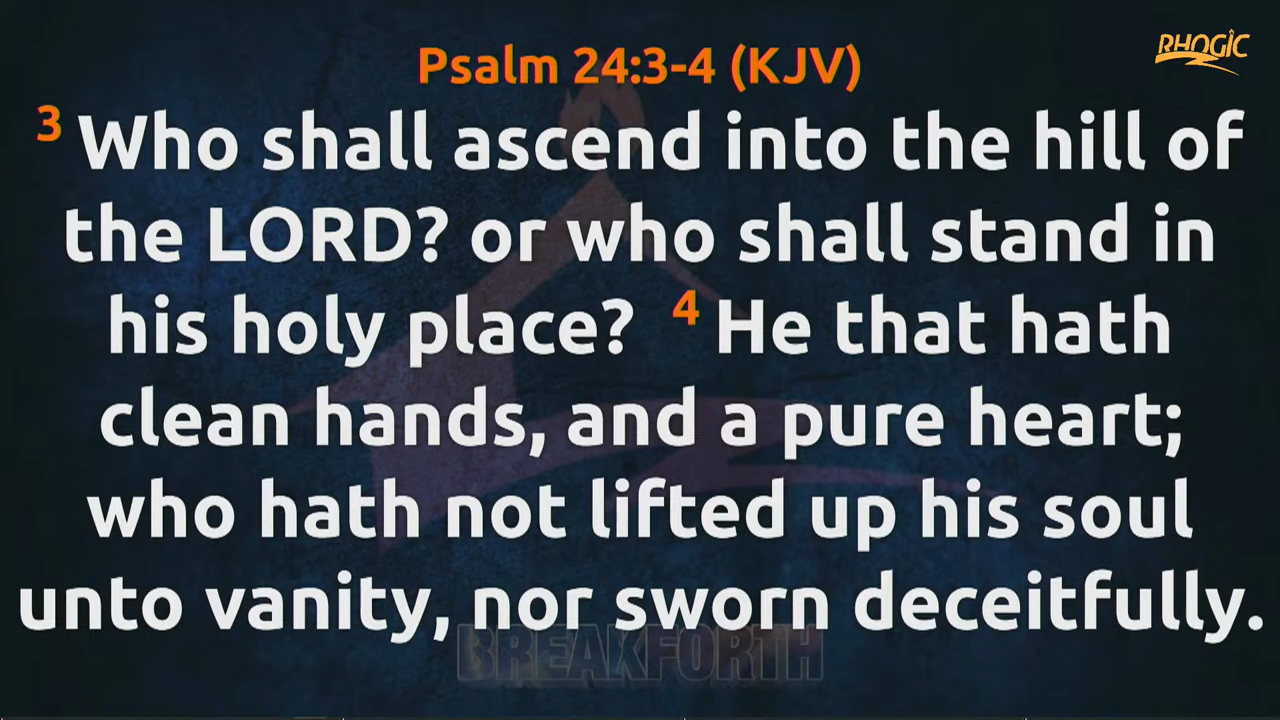 RHOGIC
Psalm 24:3-4 (KJV)
3 Who shall ascend into the hill of
the LORD? or who shall stand in
his holy place? 4 He that hath
clean hands, and a pure heart;
who hath not lifted up his soul
unto vanity, nor sworn deceitfully.
BREAKFORTH